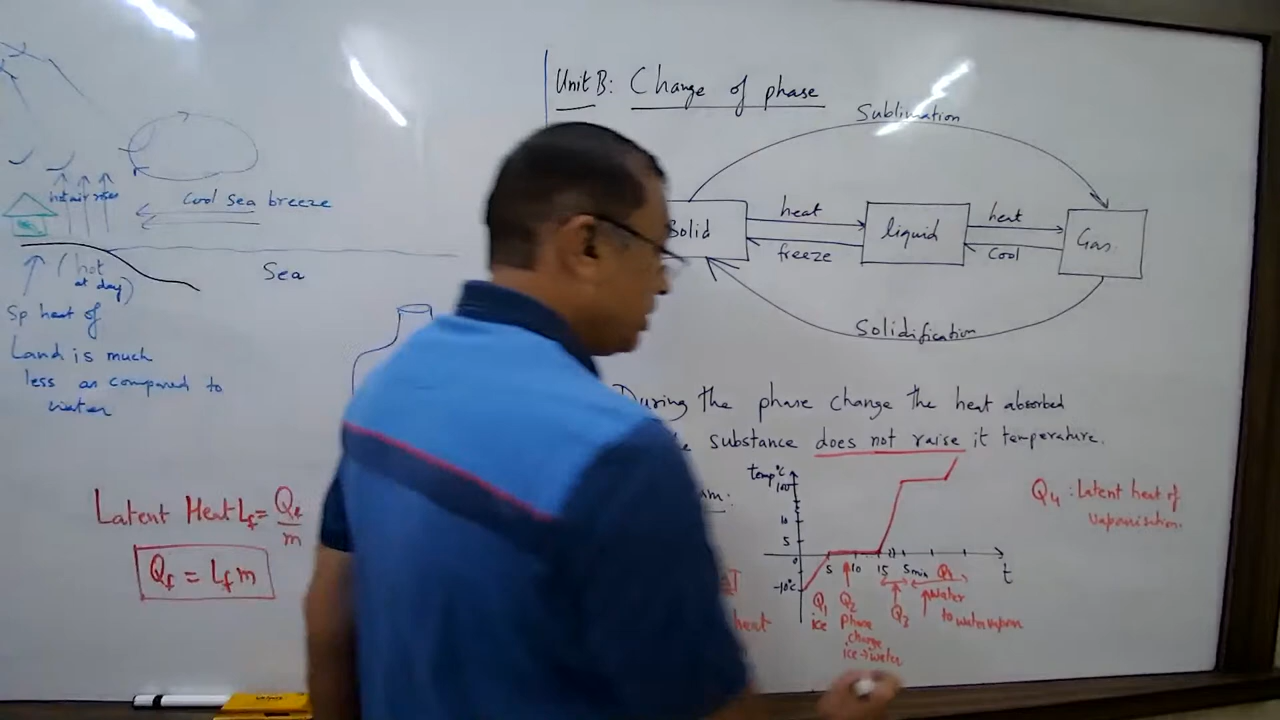 Unit B: Change of phase
Sublimation
Solid
heat
freeze
liquid
heat
Cool
Gas.
Solidification
hot air rises
Cool sea breeze
Sea
(hot
at day)
Sp heat of
Land is much
less as compared to
water
Latent Heat Lf = Qf
m
Qf = Lf m
During the phase change the heat absorbed
substance does not raise it temperature.
temp°C
100
10
5
0
-10°C
5
10
15
5min
t
Q1
ice
Q2
Phase
change
ice→water
Q3
Q4
water
to water vapour
heat
Q4 : Latent heat of
vaporisation.